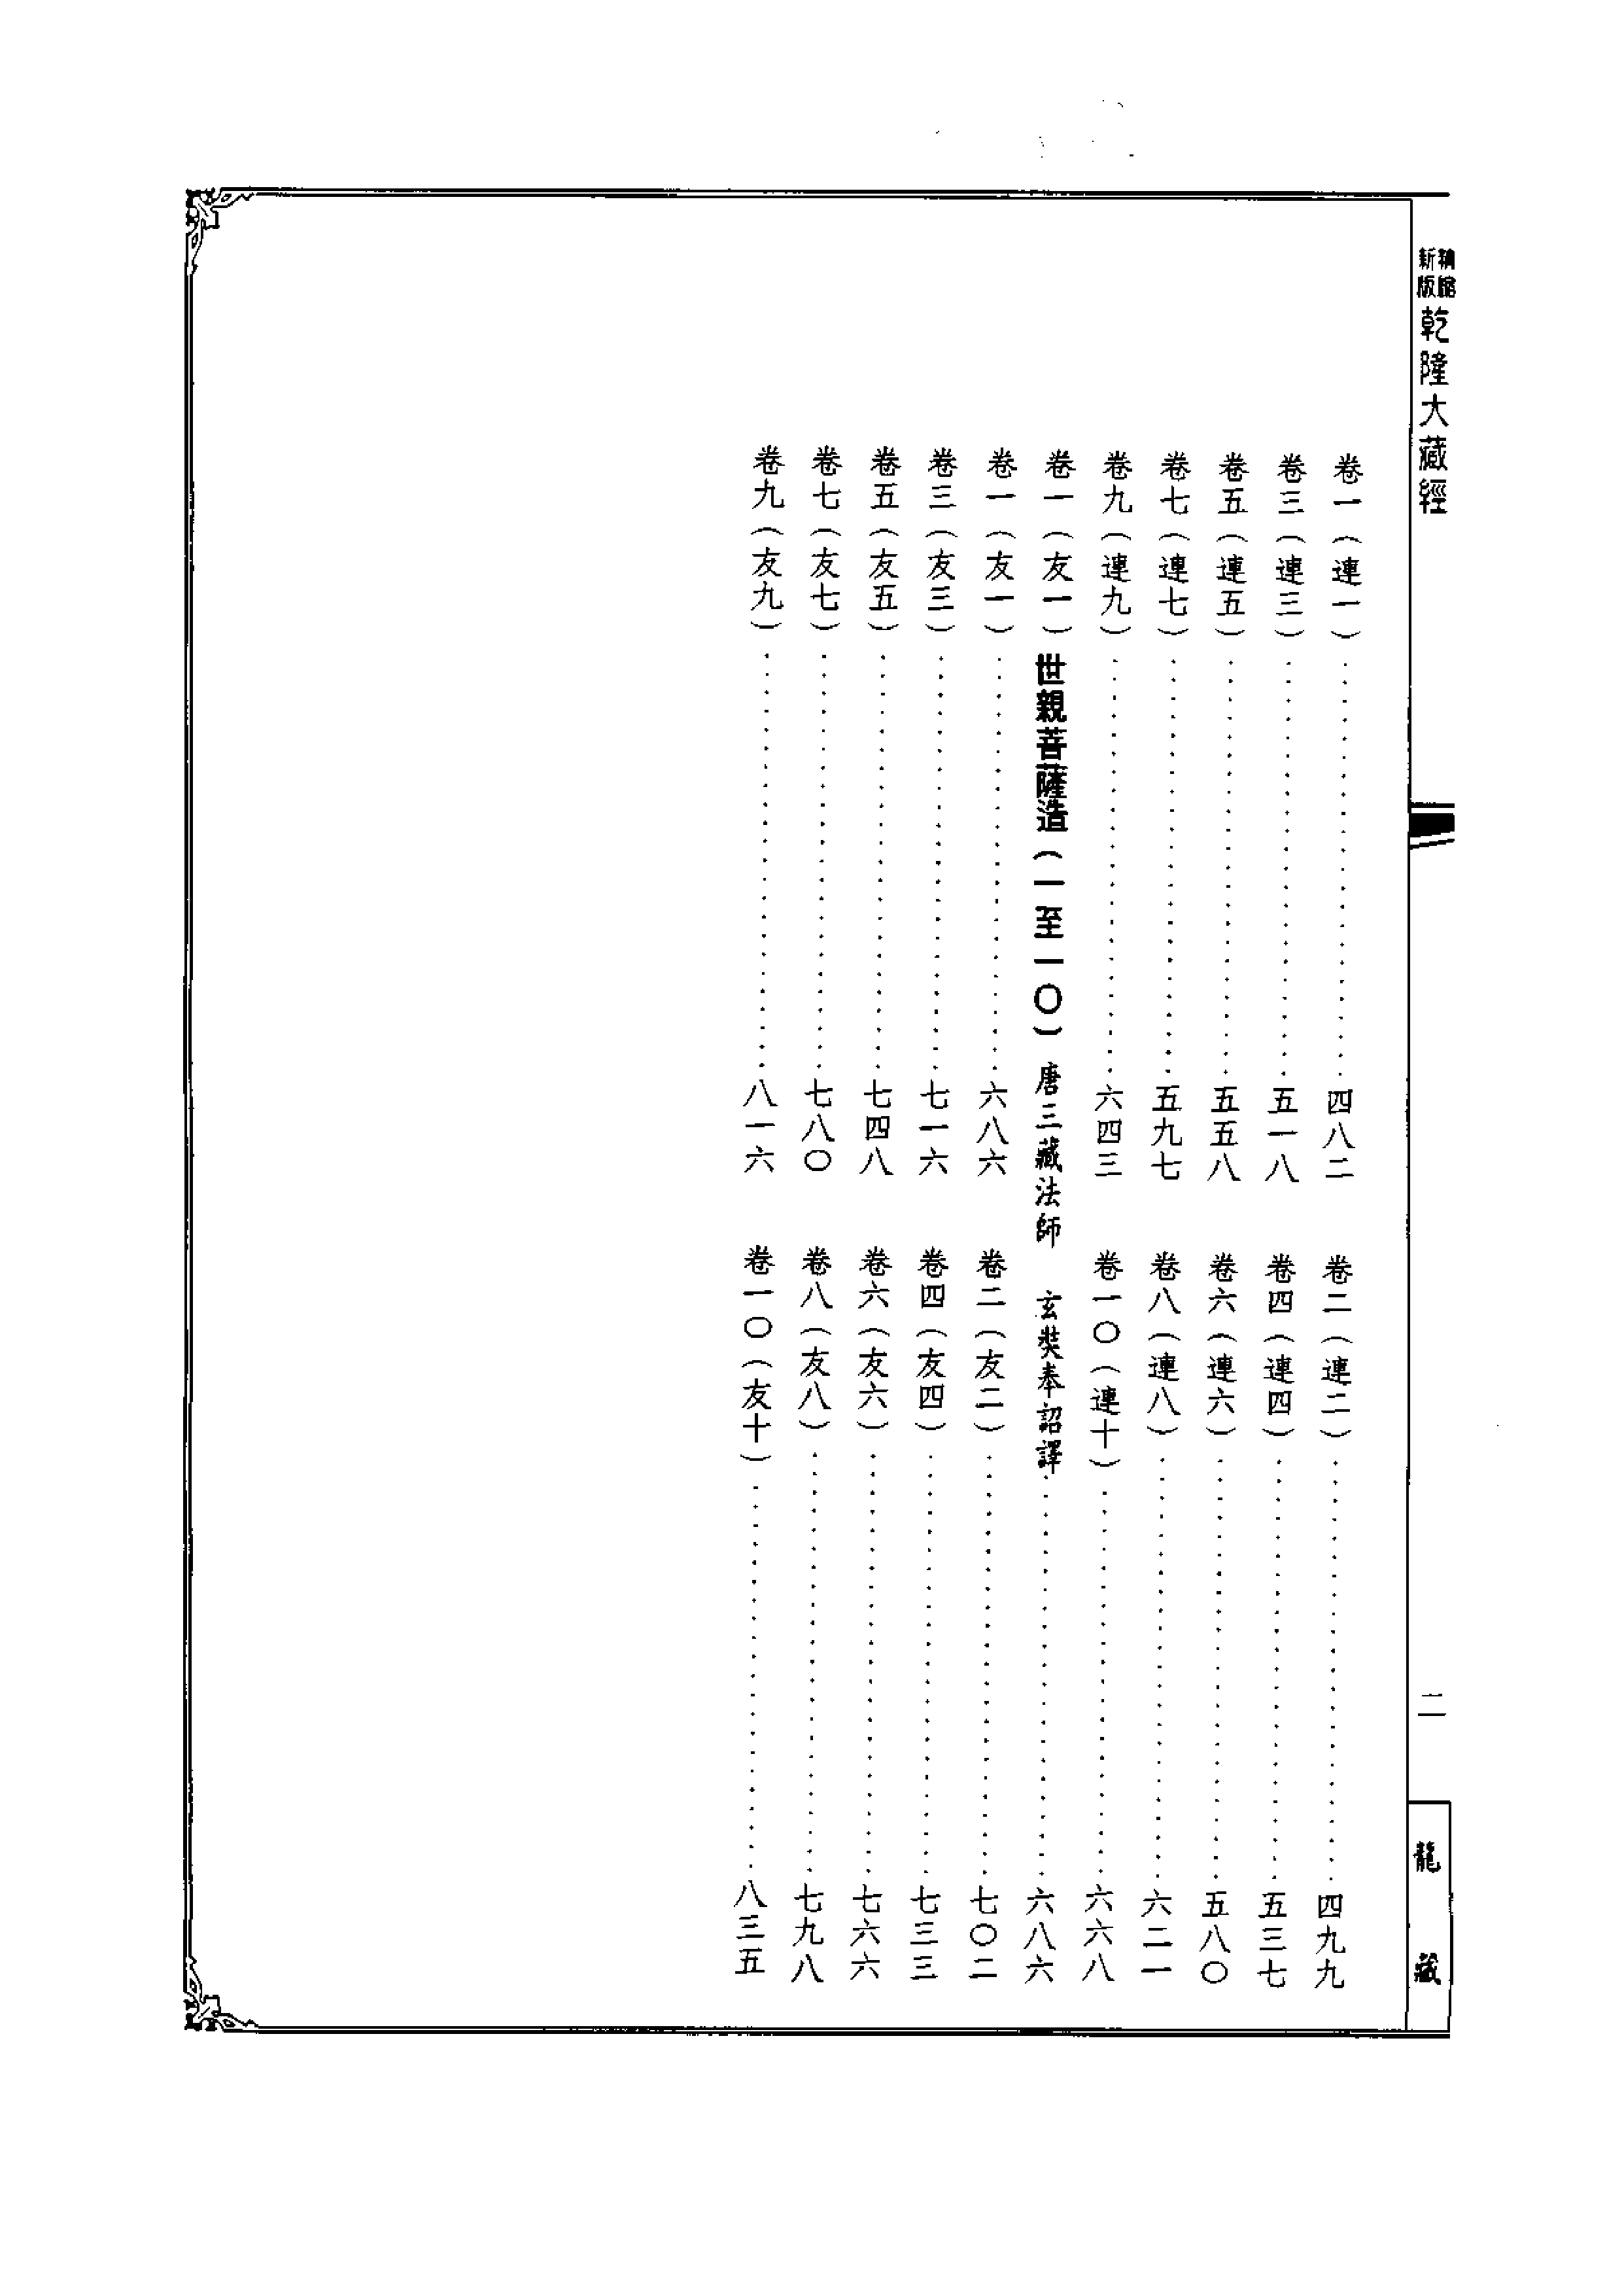 新版
精縮
乾隆大藏經
二
龍藏
卷一（連一）……四八二　卷二（連二）……四九九
卷三（連三）……五一八　卷四（連四）……五三七
卷五（連五）……五五八　卷六（連六）……五八〇
卷七（連七）……五九七　卷八（連八）……六二一
卷九（連九）……六四三　卷一〇（連十）……六六八
卷一（友一）世親菩薩造（一至一〇）唐三藏法師　玄奘奉詔譯……六八六
卷一（友一）……六八六　卷二（友二）……七〇二
卷三（友三）……七一六　卷四（友四）……七三三
卷五（友五）……七四八　卷六（友六）……七六六
卷七（友七）……七八〇　卷八（友八）……七九八
卷九（友九）……八一六　卷一〇（友十）……八三五